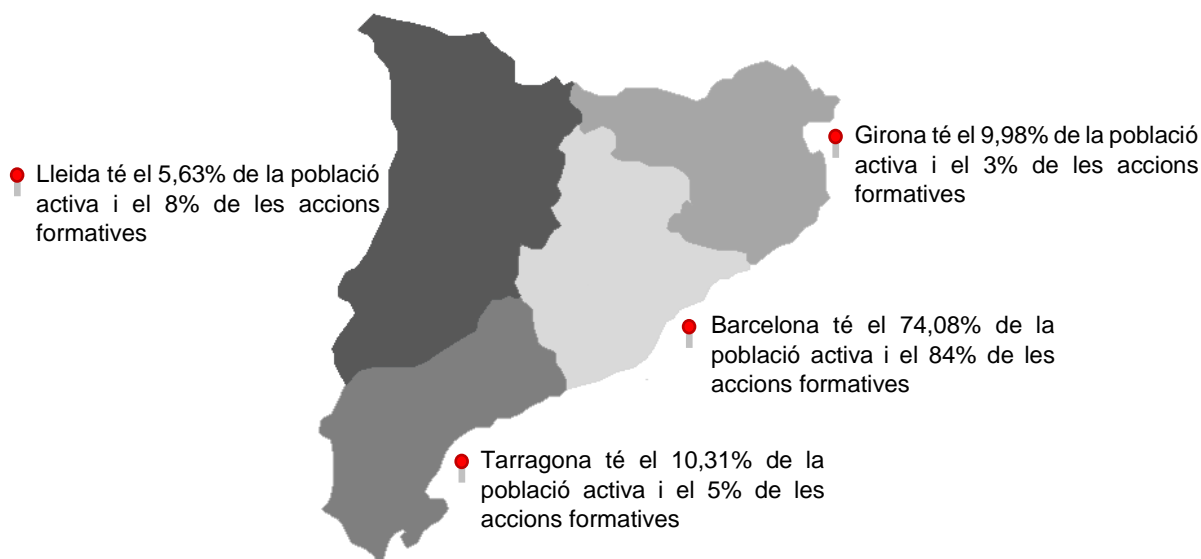 Girona té el 9,98% de la població
activa i el 3% de les accions
formatives
Lleida té el 5,63% de la població
activa i el 8% de les accions
formatives
Barcelona té el 74,08% de la
població activa i el 84% de les
accions formatives
Tarragona té el 10,31% de la
població activa i el 5% de les
accions formatives